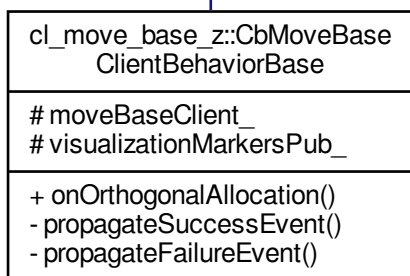 cl_move_base_z::CbMoveBase
ClientBehaviorBase
# moveBaseClient_
# visualizationMarkersPub_
+ onOrthogonalAllocation()
- propagateSuccessEvent()
- propagateFailureEvent()